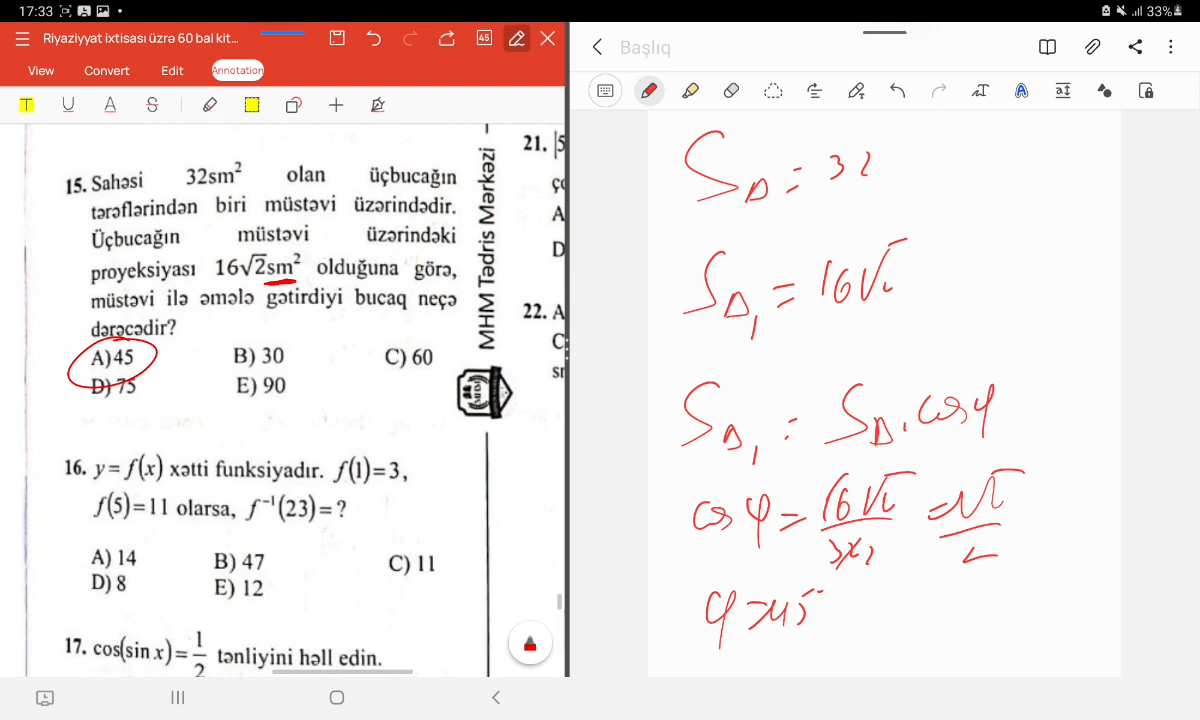 17:33
33%
Riyaziyyat ixtisası üzrə 60 bal kit...
45
View Convert Edit Annotation
15. Sahəsi 32sm² olan üçbucağın
tərəflərindən biri müstəvi üzərindədir.
Üçbucağın müstəvi üzərindəki
proyeksiyası 16√2sm² olduğuna görə,
müstəvi ilə əmələ gətirdiyi bucaq neçə
dərəcədir?
A) 45 B) 30 C) 60
D) 75 E) 90
16. y = f(x) xətti funksiyadır. f(1)=3,
f(5)=11 olarsa, f⁻¹(23)=?
A) 14 B) 47 C) 11
D) 8 E) 12
17. cos(sin x) = 1/2 tənliyini həll edin.
MHM Tədris Mərkəzi
21. |5
ç
A
D
22. A
C
Başlıq
S△ = 32
S△₁ = 16√2
S△₁ = S△ · cos φ
cos φ = 16√2/32 = √2/2
φ = 45